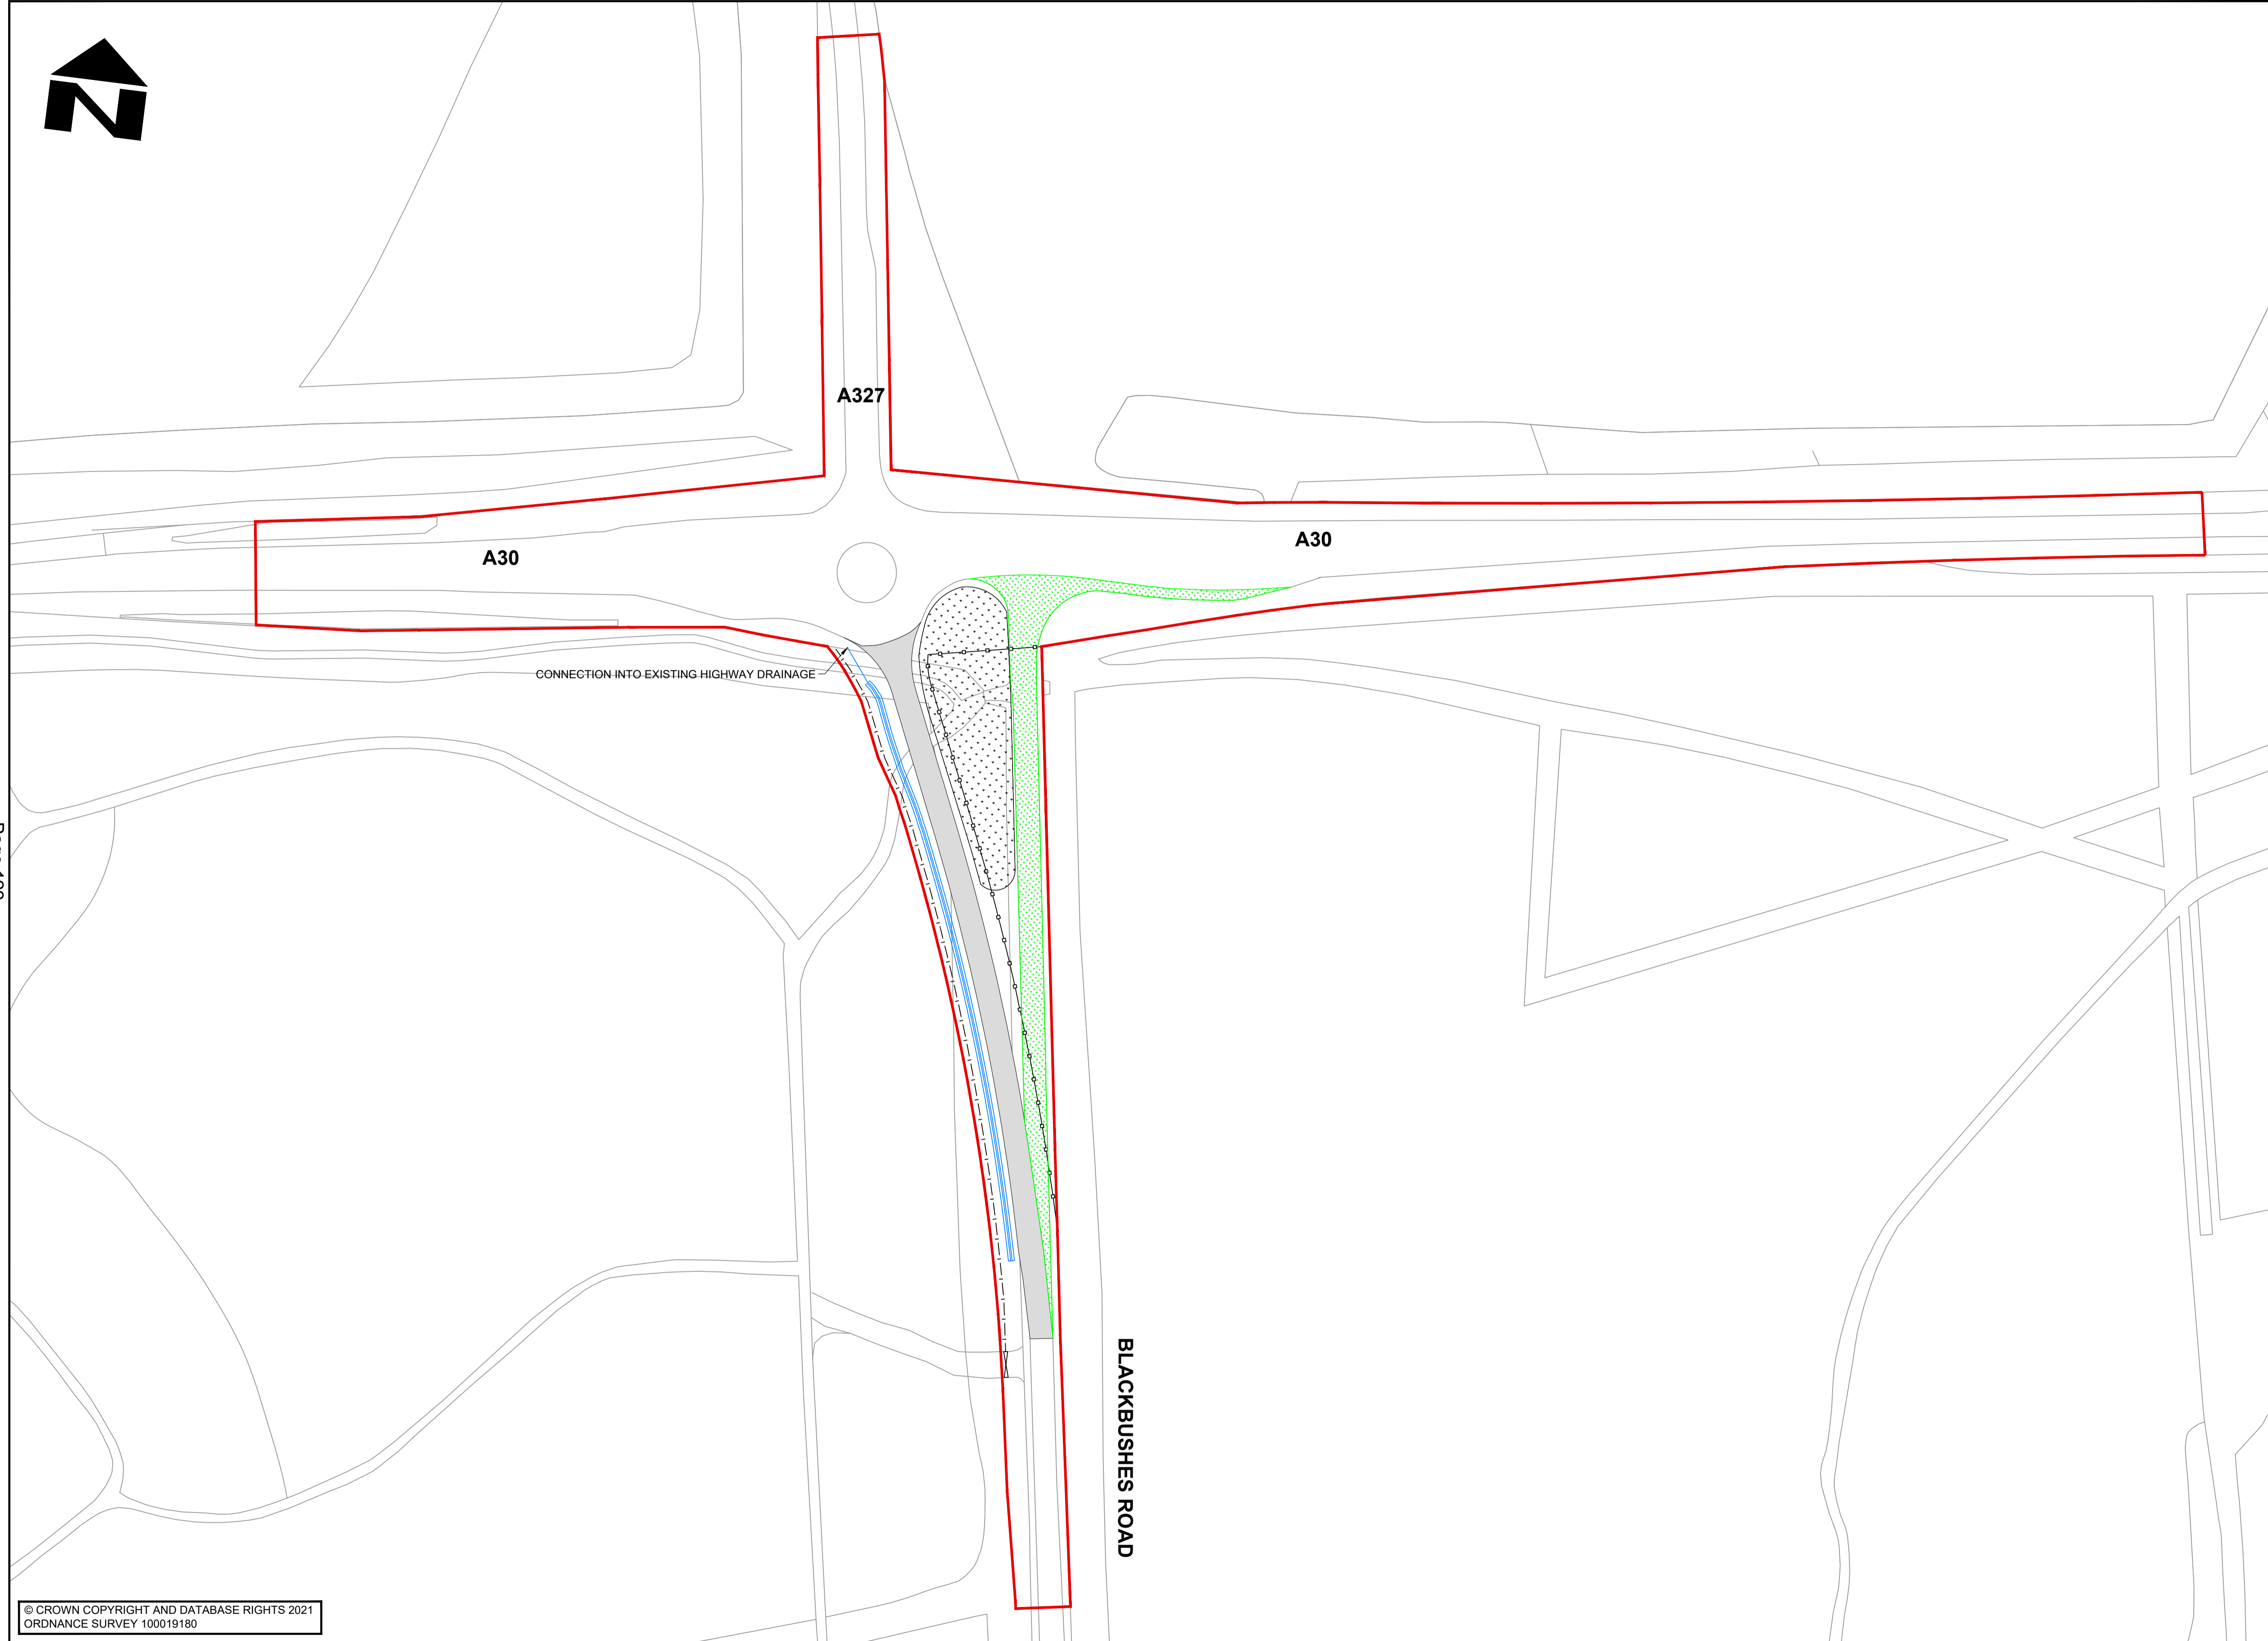 A327
A30
A30
CONNECTION INTO EXISTING HIGHWAY DRAINAGE
BLACKBUSHES ROAD
© CROWN COPYRIGHT AND DATABASE RIGHTS 2021
ORDNANCE SURVEY 100019180